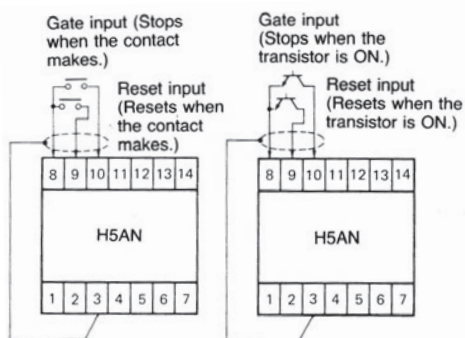 Gate input (Stops
when the contact
makes.)
Reset input
(Resets when
the contact
makes.)
8 9 10 11 12 13 14
H5AN
1 2 3 4 5 6 7
Gate input
(Stops when the
transistor is ON.)
Reset input
(Resets when the
transistor is ON.)
8 9 10 11 12 13 14
H5AN
1 2 3 4 5 6 7